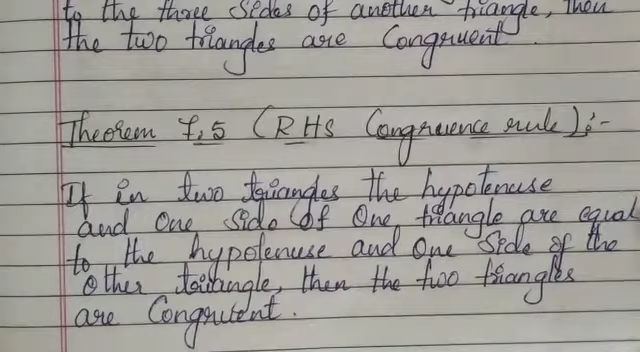 to the three sides of another triangle, then
the two triangles are Congruent.
Theorem 7.5 (RHS Congruence rule):-
If in two triangles the hypotenuse
and one side of one triangle are equal
to the hypotenuse and one side of the
other triangle, then the two triangles
are Congruent.